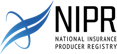 NIPR
NATIONAL INSURANCE
PRODUCER REGISTRY